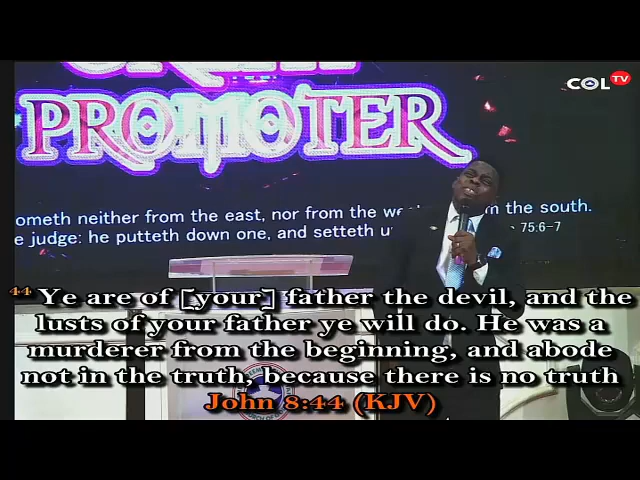 COL TV
PROMOTER
ometh neither from the east, nor from the we m the south.
e judge: he putteth down one, and setteth u 75:6-7
44 Ye are of [your] father the devil, and the
lusts of your father ye will do. He was a
murderer from the beginning, and abode
not in the truth, because there is no truth
John 8:44 (KJV)